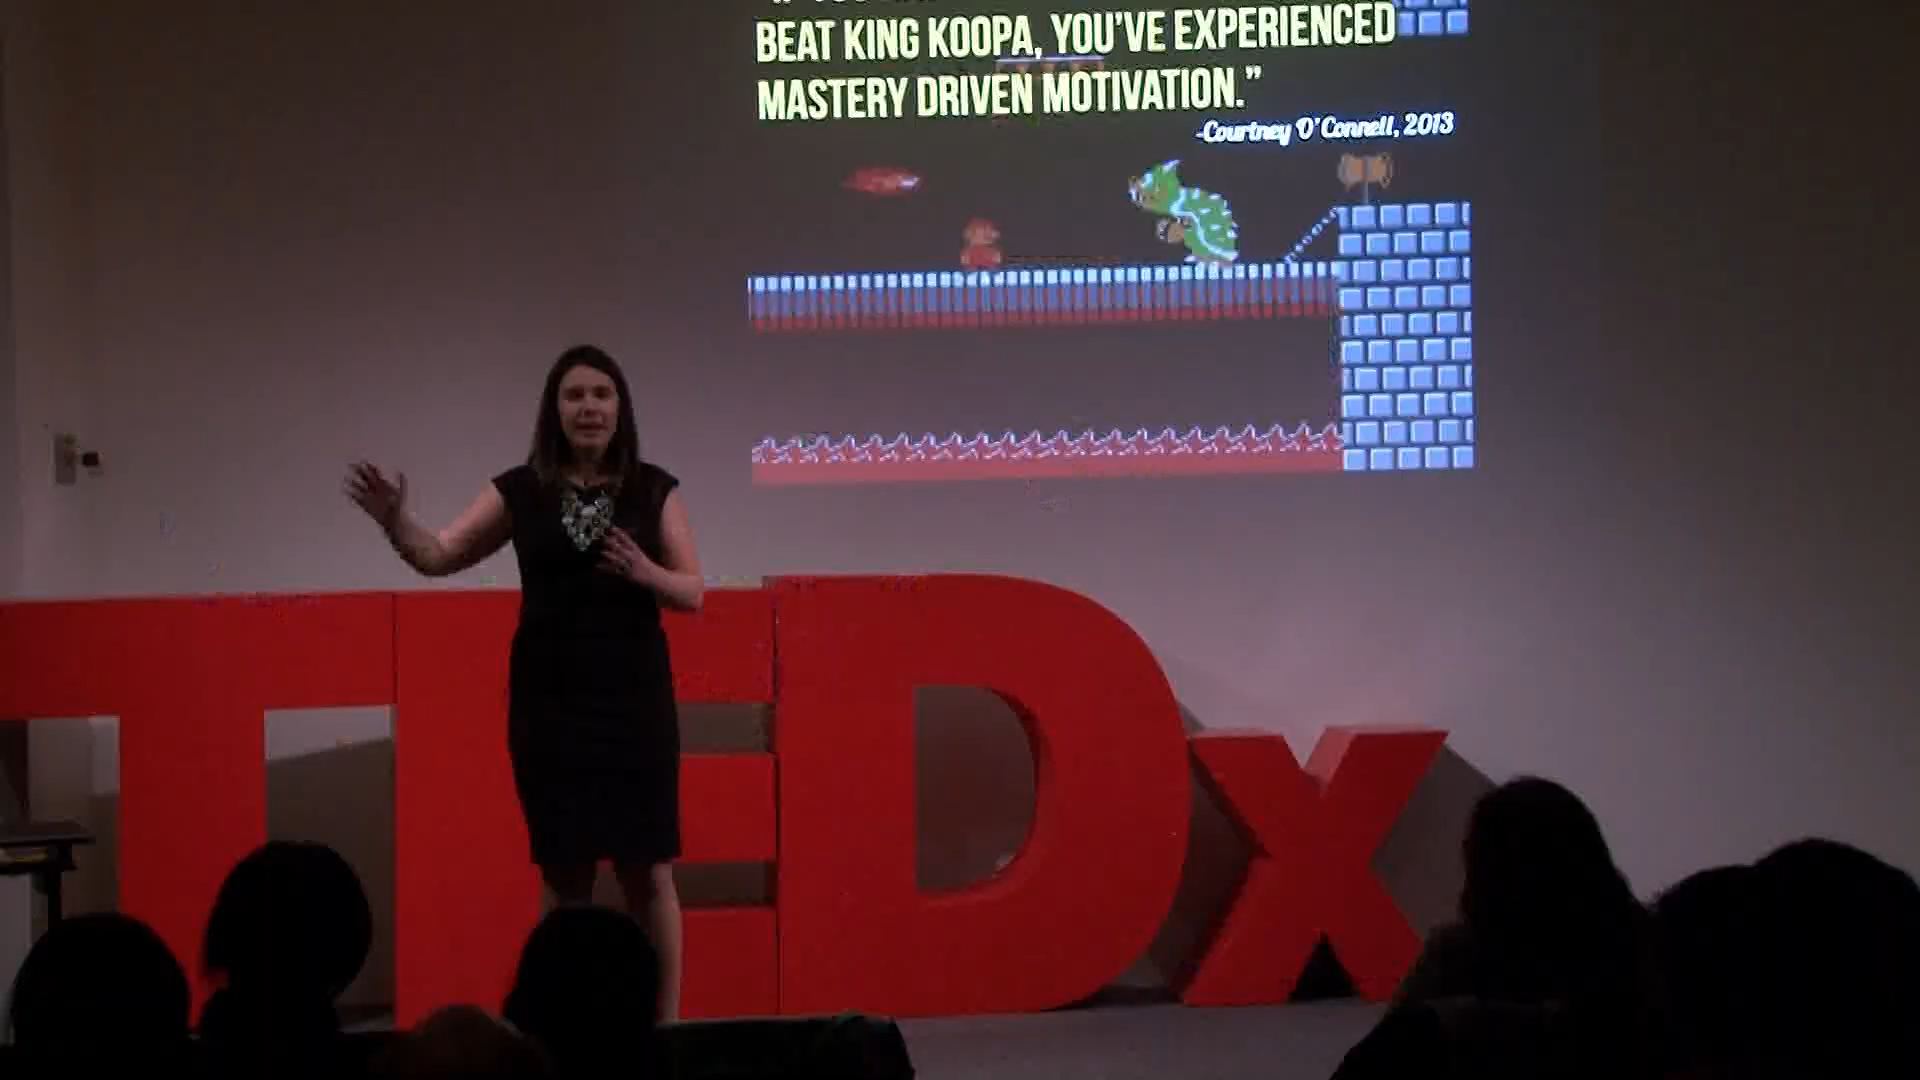 BEAT KING KOOPA, YOU'VE EXPERIENCED
MASTERY DRIVEN MOTIVATION."
-Courtney O'Connell, 2013
TEDx